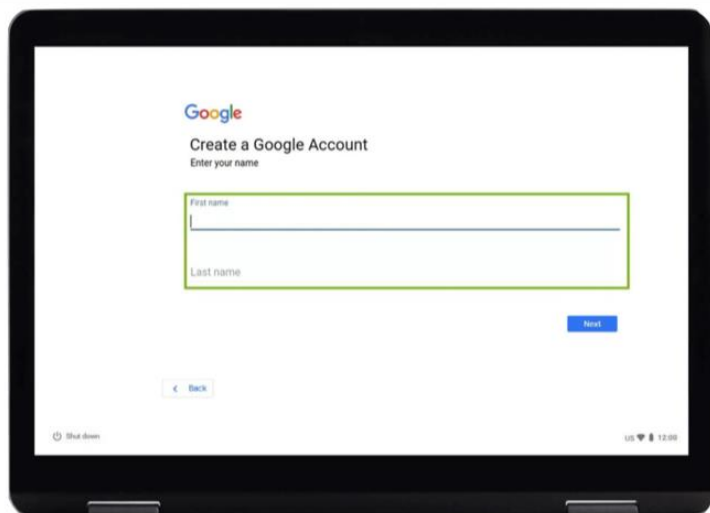 Google
Create a Google Account
Enter your name
First name
Last name
Next
Back
Shut down
US 12:00